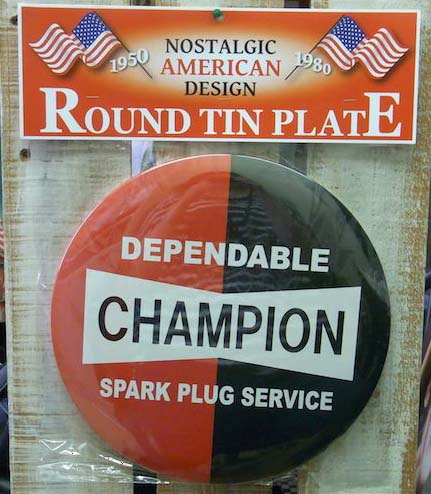 1950 NOSTALGIC 1980
AMERICAN
DESIGN
ROUND TIN PLATE
DEPENDABLE
CHAMPION
SPARK PLUG SERVICE